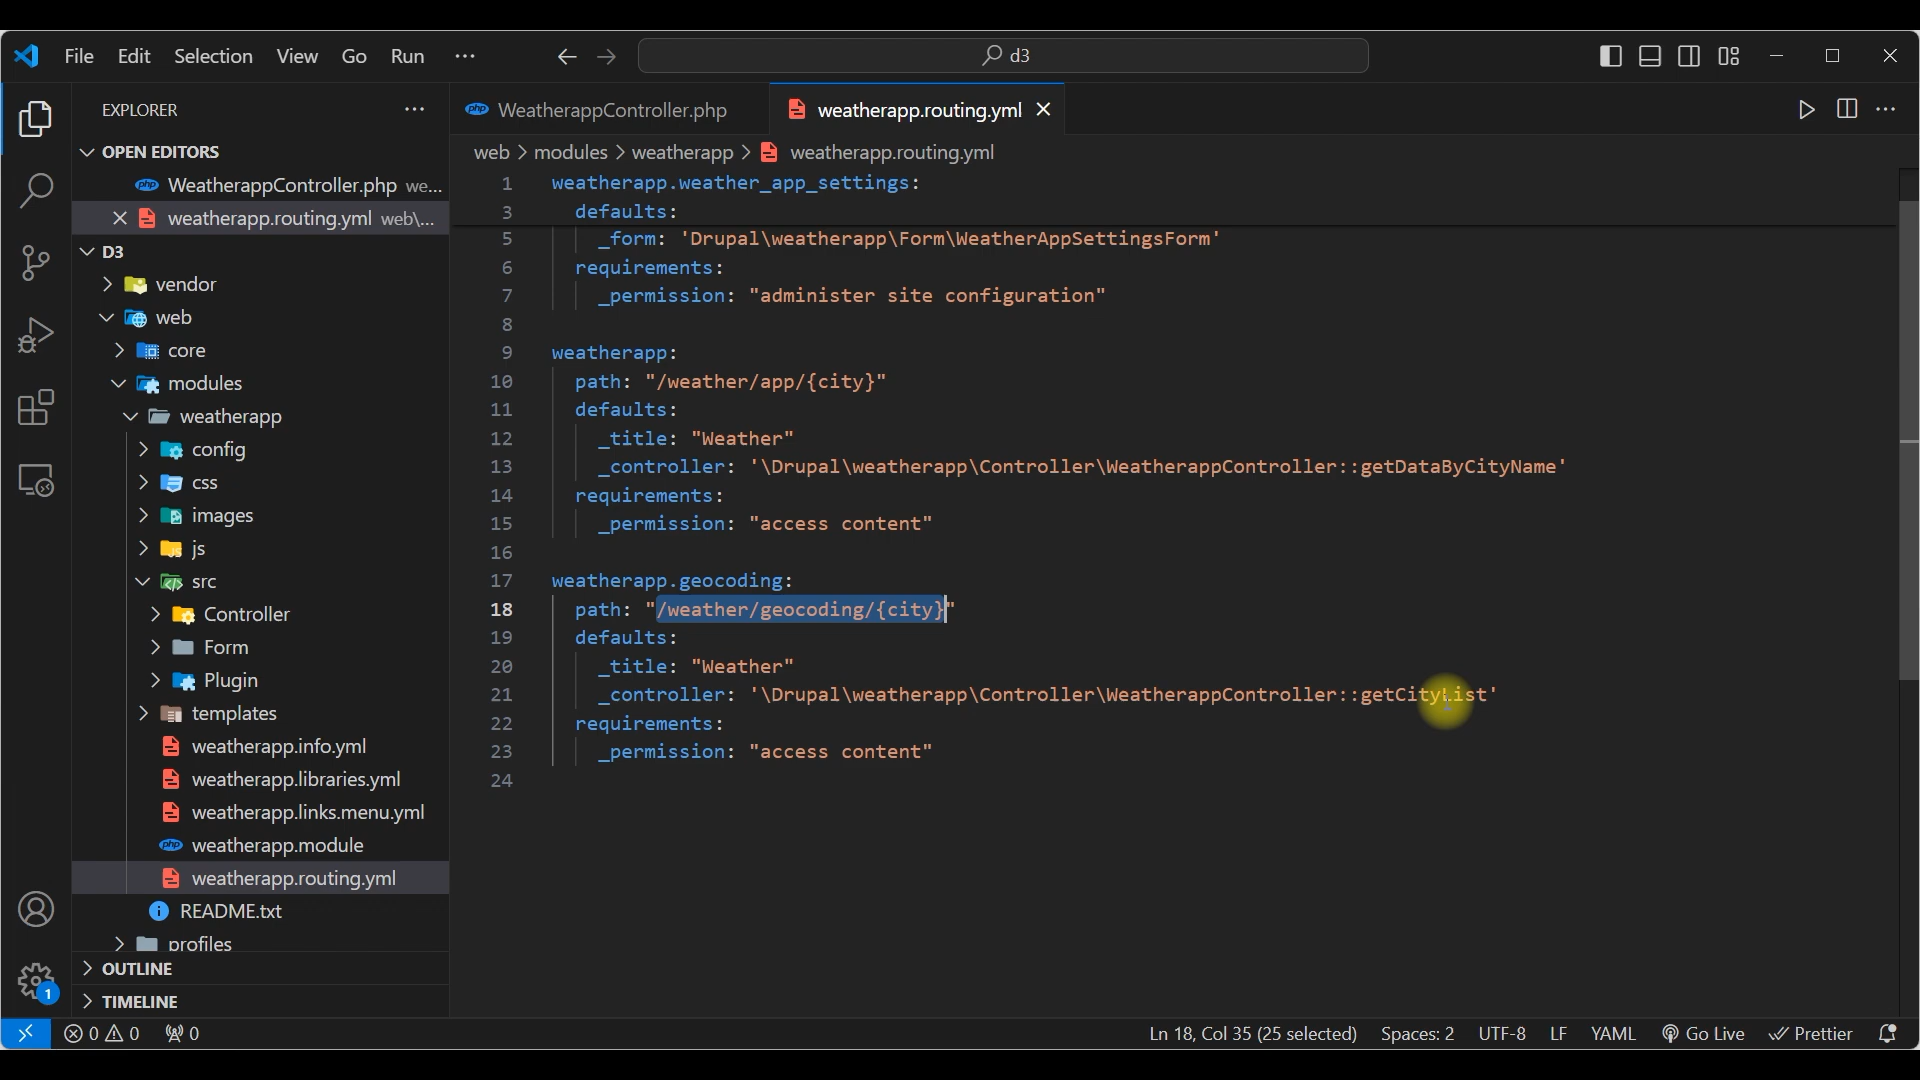 File Edit Selection View Go Run ··· d3
EXPLORER ···
OPEN EDITORS
WeatherappController.php we...
weatherapp.routing.yml web\...
D3
vendor
web
core
modules
weatherapp
config
css
images
js
src
Controller
Form
Plugin
templates
weatherapp.info.yml
weatherapp.libraries.yml
weatherapp.links.menu.yml
weatherapp.module
weatherapp.routing.yml
README.txt
profiles
OUTLINE
TIMELINE
WeatherappController.php weatherapp.routing.yml
web > modules > weatherapp > weatherapp.routing.yml
1 weatherapp.weather_app_settings:
3 defaults:
5 _form: 'Drupal\weatherapp\Form\WeatherAppSettingsForm'
6 requirements:
7 _permission: "administer site configuration"
8
9 weatherapp:
10 path: "/weather/app/{city}"
11 defaults:
12 _title: "Weather"
13 _controller: '\Drupal\weatherapp\Controller\WeatherappController::getDataByCityName'
14 requirements:
15 _permission: "access content"
16
17 weatherapp.geocoding:
18 path: "/weather/geocoding/{city}"
19 defaults:
20 _title: "Weather"
21 _controller: '\Drupal\weatherapp\Controller\WeatherappController::getCityList'
22 requirements:
23 _permission: "access content"
24
1
0 0 0 Ln 18, Col 35 (25 selected) Spaces: 2 UTF-8 LF YAML Go Live Prettier